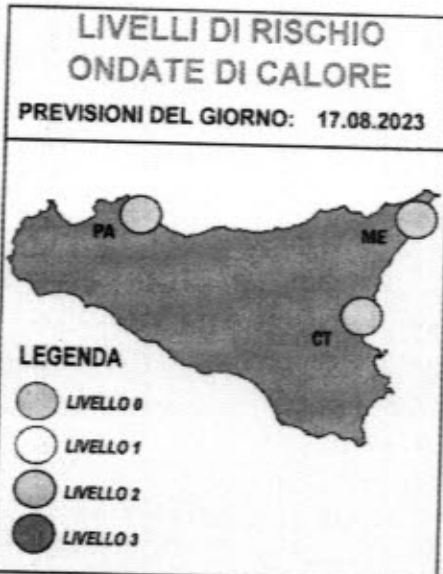 LIVELLI DI RISCHIO
ONDATE DI CALORE
PREVISIONI DEL GIORNO: 17.08.2023
PA
ME
CT
LEGENDA
LIVELLO 0
LIVELLO 1
LIVELLO 2
LIVELLO 3